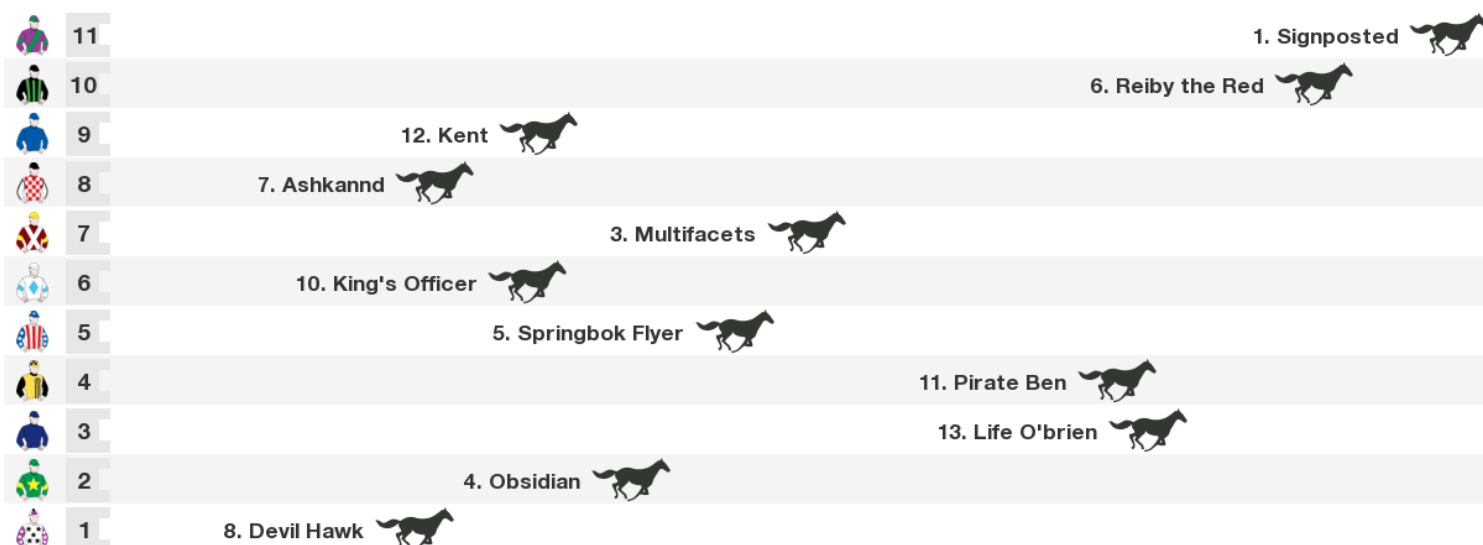 11 1. Signposted
10 6. Reiby the Red
9 12. Kent
8 7. Ashkannd
7 3. Multifacets
6 10. King's Officer
5 5. Springbok Flyer
4 11. Pirate Ben
3 13. Life O'brien
2 4. Obsidian
1 8. Devil Hawk